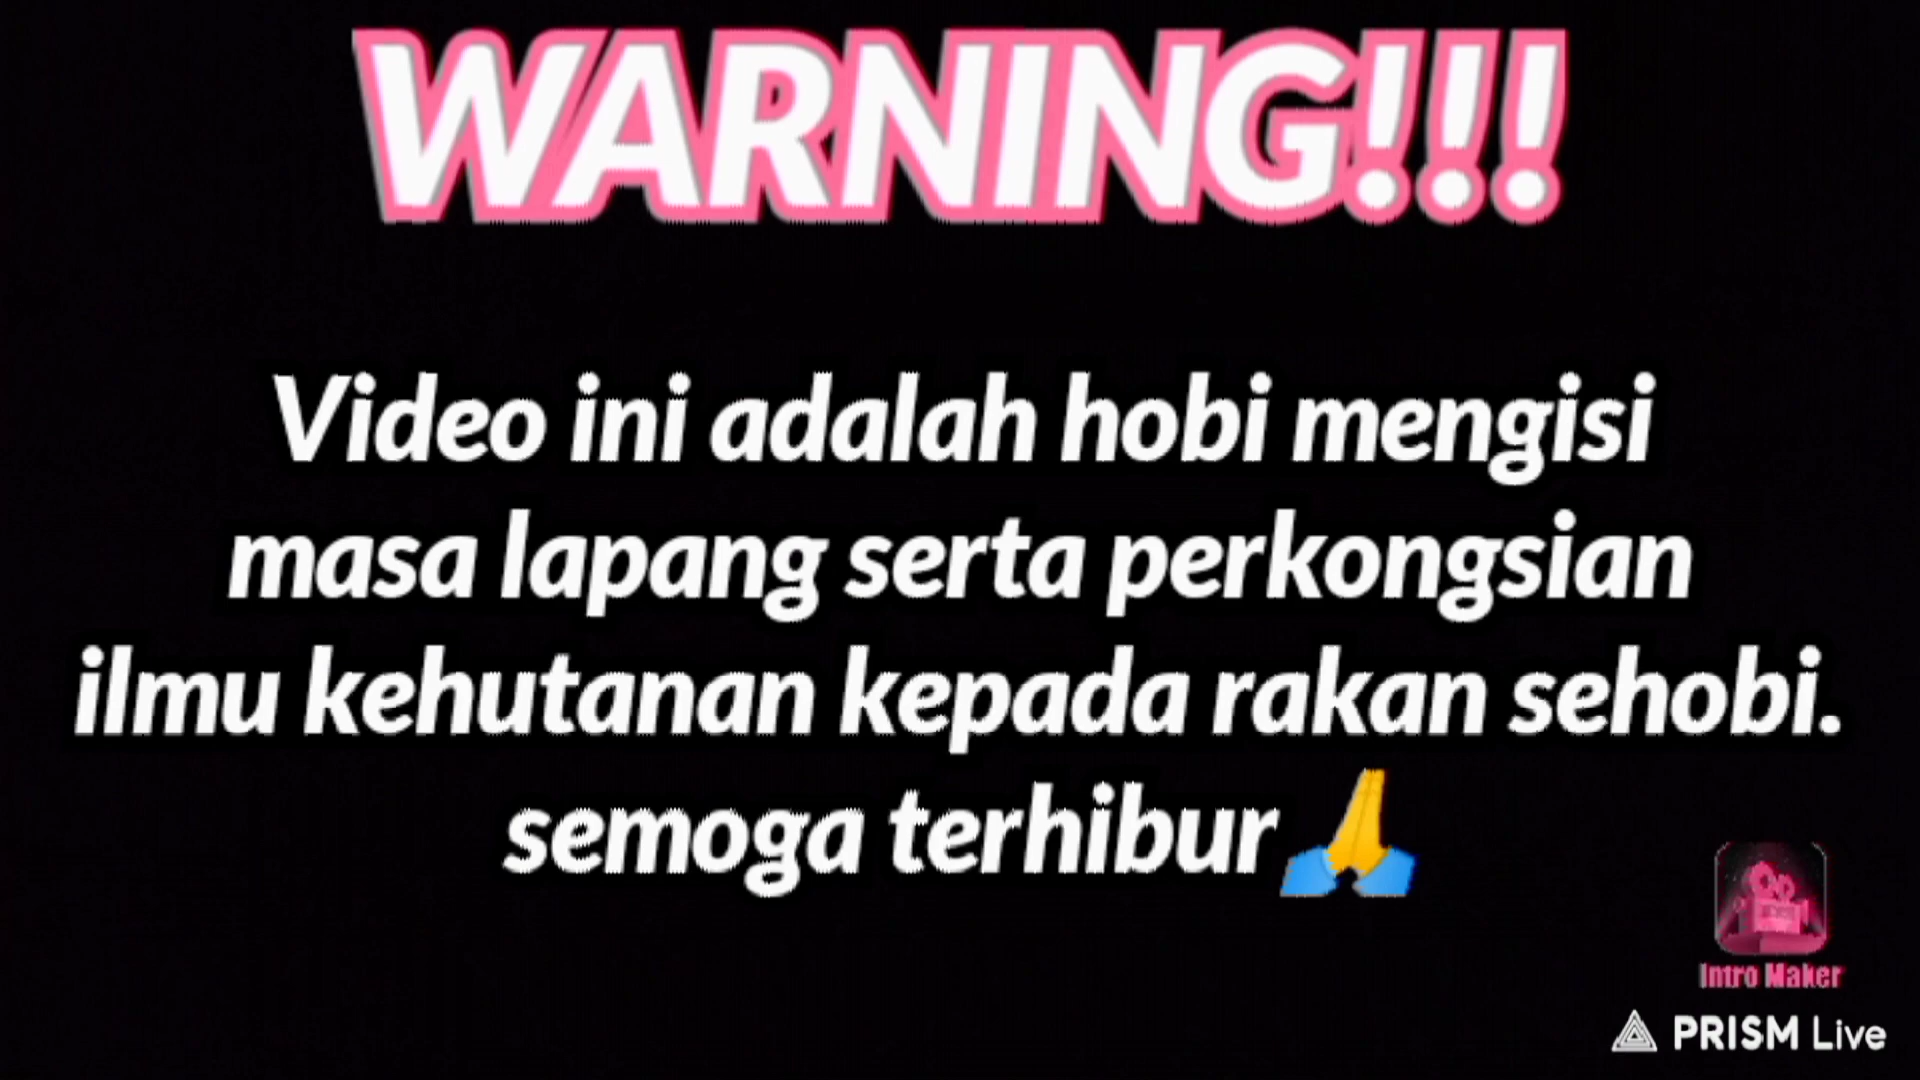 WARNING!!!
Video ini adalah hobi mengisi
masa lapang serta perkongsian
ilmu kehutanan kepada rakan sehobi.
semoga terhibur🙏
Intro Maker
PRISM Live